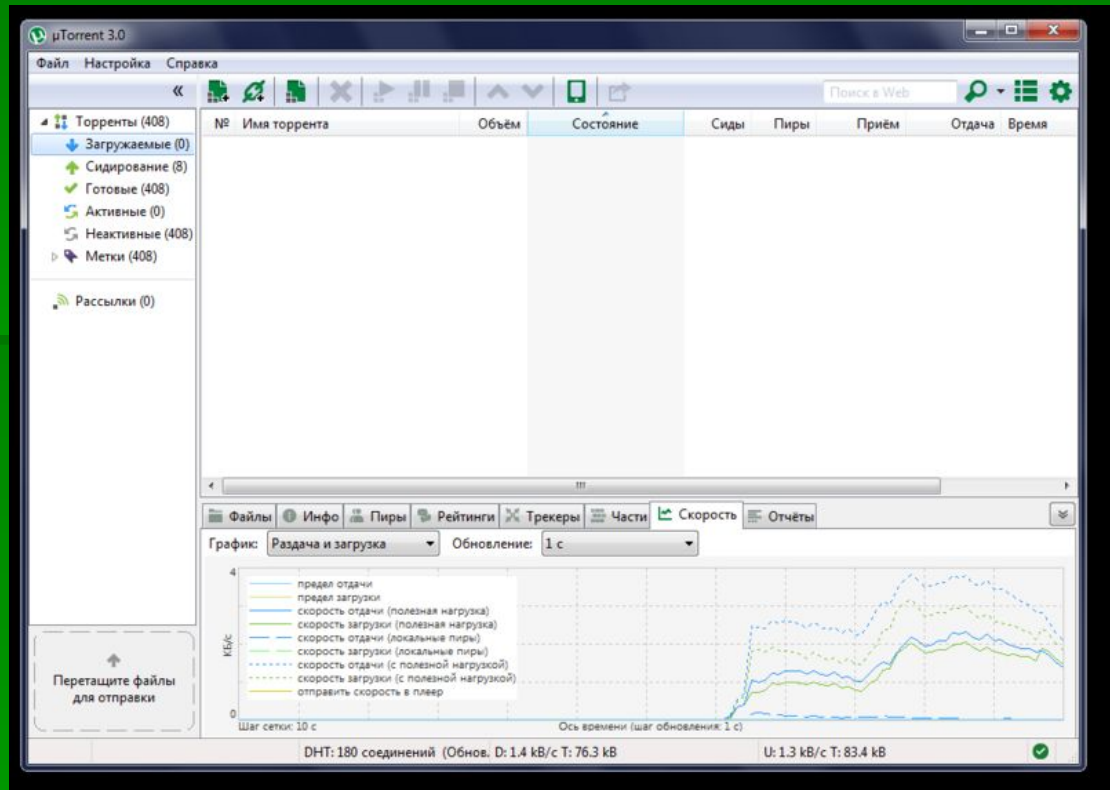 µTorrent 3.0
Файл Настройка Справка
Поиск в Web
Торренты (408)
Загружаемые (0)
Сидирование (8)
Готовые (408)
Активные (0)
Неактивные (408)
Метки (408)
Рассылки (0)
Перетащите файлы
для отправки
№ Имя торрента Объём Состояние Сиды Пиры Приём Отдача Время
Файлы Инфо Пиры Рейтинги Трекеры Части Скорость Отчёты
График: Раздача и загрузка Обновление: 1 с
4
КБ/с
0
предел отдачи
предел загрузки
скорость отдачи (полезная нагрузка)
скорость загрузки (полезная нагрузка)
скорость отдачи (локальные пиры)
скорость загрузки (локальные пиры)
скорость отдачи (с полезной нагрузкой)
скорость загрузки (с полезной нагрузкой)
отправить скорость в плеер
Шаг сетки: 10 с Ось времени (шаг обновления: 1 с)
DHT: 180 соединений (Обнов. D: 1.4 kB/с T: 76.3 kB U: 1.3 kB/с T: 83.4 kB